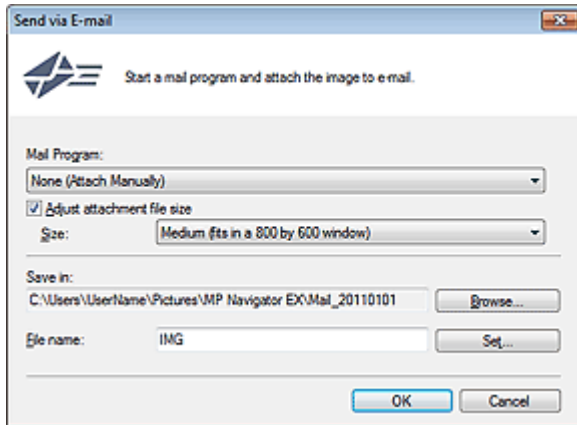 Send via E-mail
Start a mail program and attach the image to e-mail.
Mail Program:
None (Attach Manually)
Adjust attachment file size
Size: Medium (fits in a 800 by 600 window)
Save in:
C:\Users\UserName\Pictures\MP Navigator EX\Mail_20110101 Browse...
File name: IMG Set...
OK Cancel